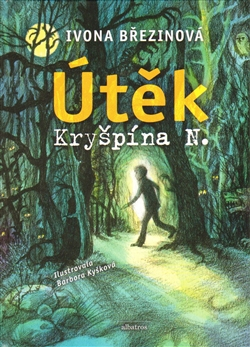 IVONA BŘEZINOVÁ
Útěk
Kryšpína N.
Ilustrovala
Barbora Kyšková
albatros